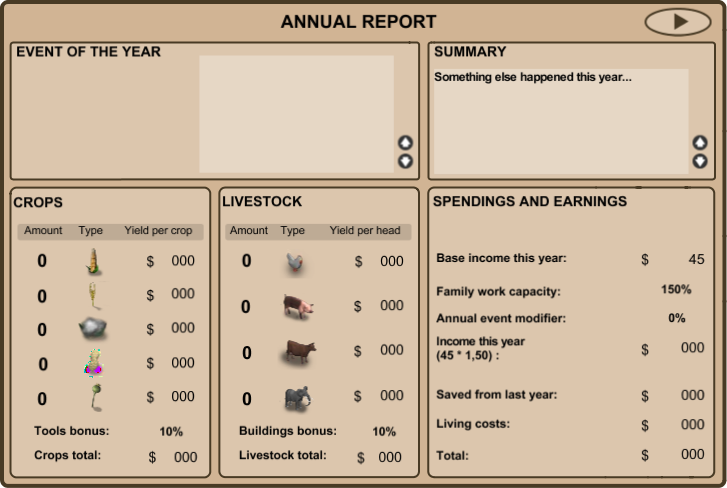 ANNUAL REPORT
EVENT OF THE YEAR
SUMMARY
Something else happened this year...
CROPS
Amount Type Yield per crop
0 $ 000
0 $ 000
0 $ 000
0 $ 000
0 $ 000
Tools bonus: 10%
Crops total: $ 000
LIVESTOCK
Amount Type Yield per head
0 $ 000
0 $ 000
0 $ 000
0 $ 000
Buildings bonus: 10%
Livestock total: $ 000
SPENDINGS AND EARNINGS
Base income this year: $ 45
Family work capacity: 150%
Annual event modifier: 0%
Income this year
(45 * 1,50) : $ 000
Saved from last year: $ 000
Living costs: $ 000
Total: $ 000